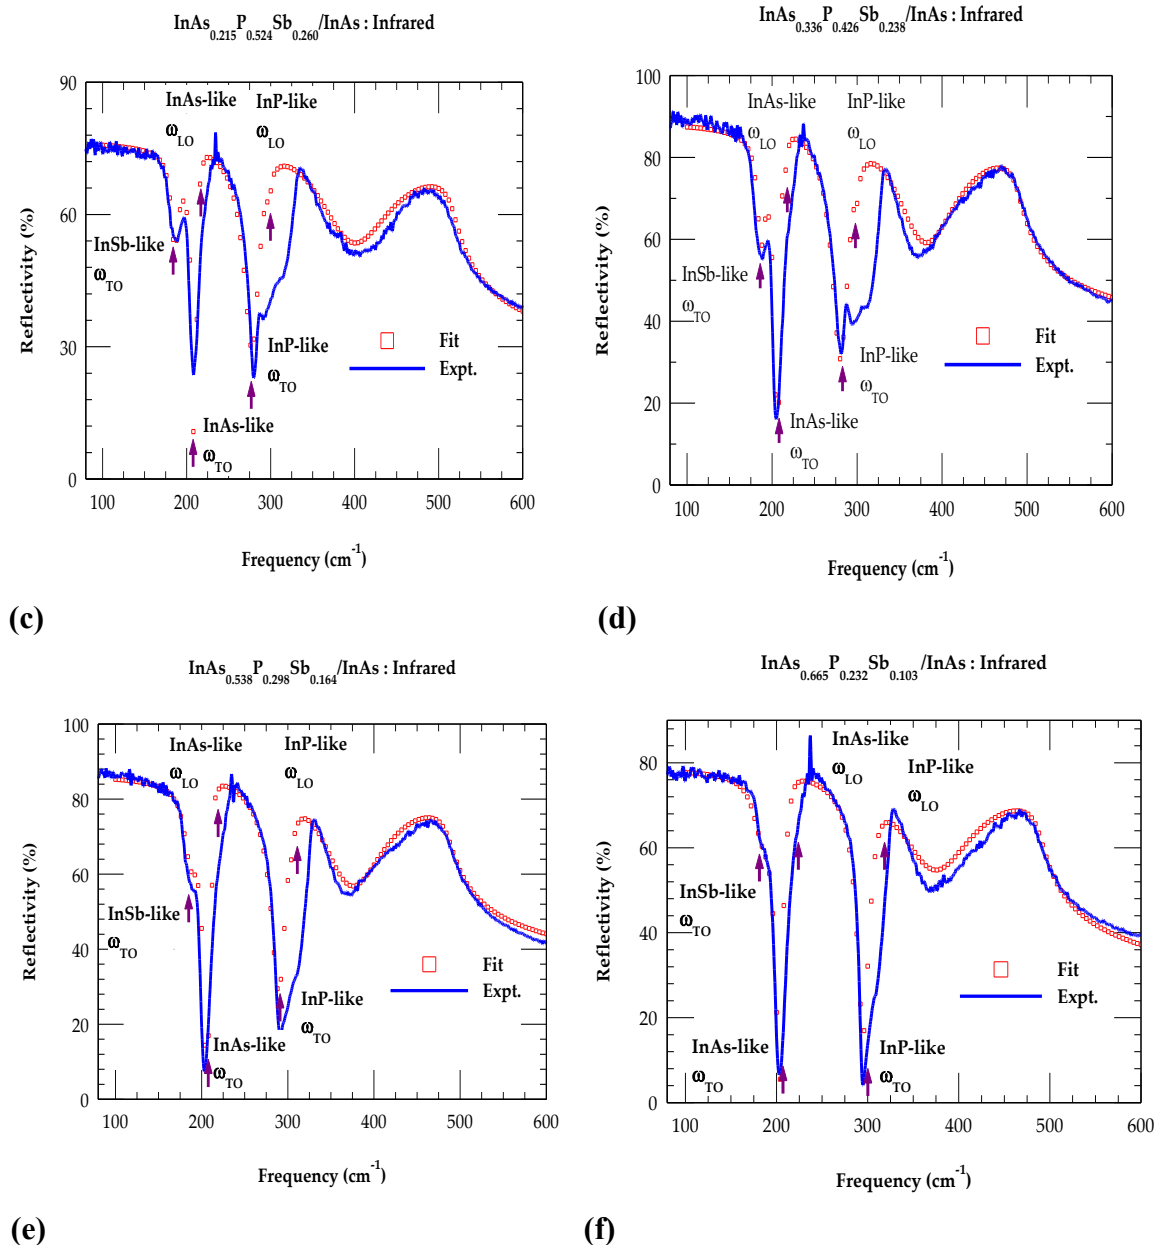 InAs0.215P0.524Sb0.260/InAs : Infrared
90
60
30
0
Reflectivity (%)
InAs-like
ωLO
InP-like
ωLO
InSb-like
ωTO
InP-like
ωTO
InAs-like
ωTO
Fit
Expt.
100 200 300 400 500 600
Frequency (cm-1)
(c)
InAs0.336P0.426Sb0.238/InAs : Infrared
100
80
60
40
20
0
Reflectivity (%)
InAs-like
ωLO
InP-like
ωLO
InSb-like
ωTO
InP-like
ωTO
InAs-like
ωTO
Fit
Expt.
100 200 300 400 500 600
Frequency (cm-1)
(d)
InAs0.538P0.298Sb0.164/InAs : Infrared
100
80
60
40
20
0
Reflectivity (%)
InAs-like
ωLO
InP-like
ωLO
InSb-like
ωTO
InP-like
ωTO
InAs-like
ωTO
Fit
Expt.
100 200 300 400 500 600
Frequency (cm-1)
(e)
InAs0.665P0.232Sb0.103/InAs : Infrared
80
60
40
20
0
Reflectivity (%)
InAs-like
ωLO
InP-like
ωLO
InSb-like
ωTO
InAs-like
ωTO
InP-like
ωTO
Fit
Expt.
100 200 300 400 500 600
Frequency (cm-1)
(f)